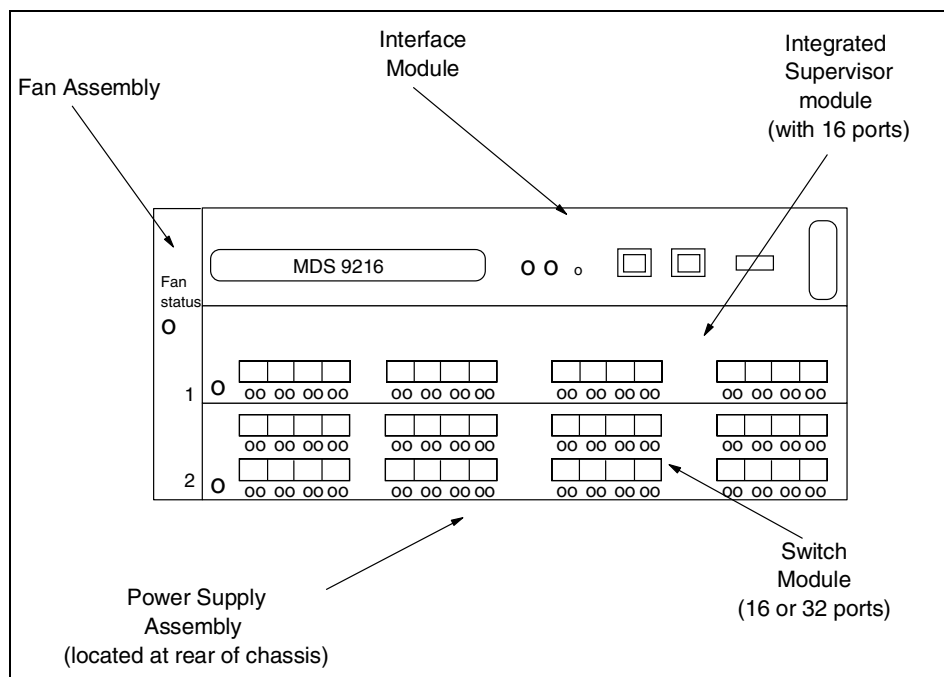 Fan Assembly
Interface
Module
Integrated
Supervisor
module
(with 16 ports)
MDS 9216
Fan
status
1
2
Power Supply
Assembly
(located at rear of chassis)
Switch
Module
(16 or 32 ports)